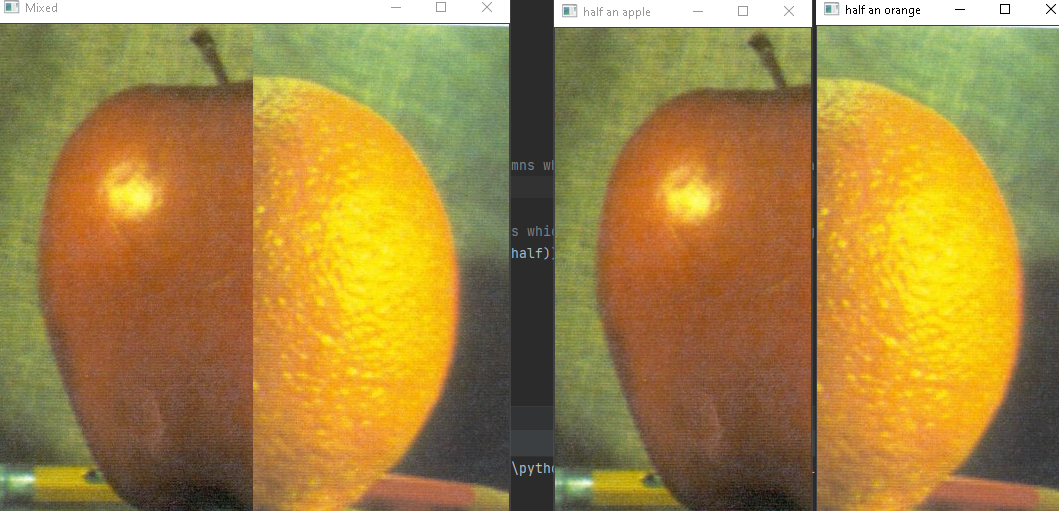 Mixed
half an apple
half an orange
mns wh
s whic
half))
\pytho